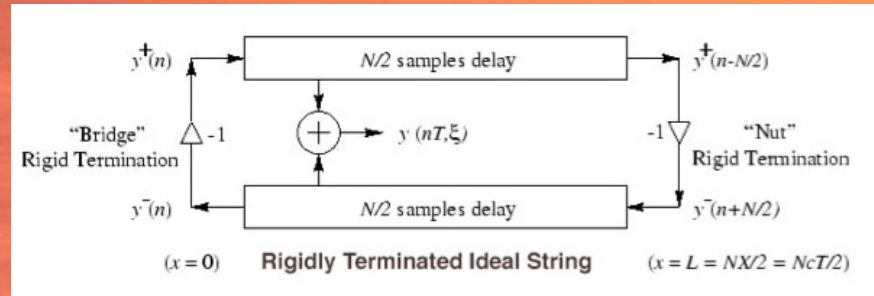 y⁺(n) N/2 samples delay y⁺(n-N/2)
-1 + y (nT,ξ) -1
"Bridge" "Nut"
Rigid Termination Rigid Termination
y⁻(n) N/2 samples delay y⁻(n+N/2)
(x = 0) Rigidly Terminated Ideal String (x = L = NX/2 = NcT/2)